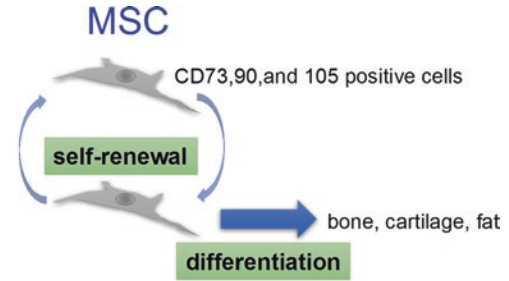 MSC
CD73,90,and 105 positive cells
self-renewal
bone, cartilage, fat
differentiation